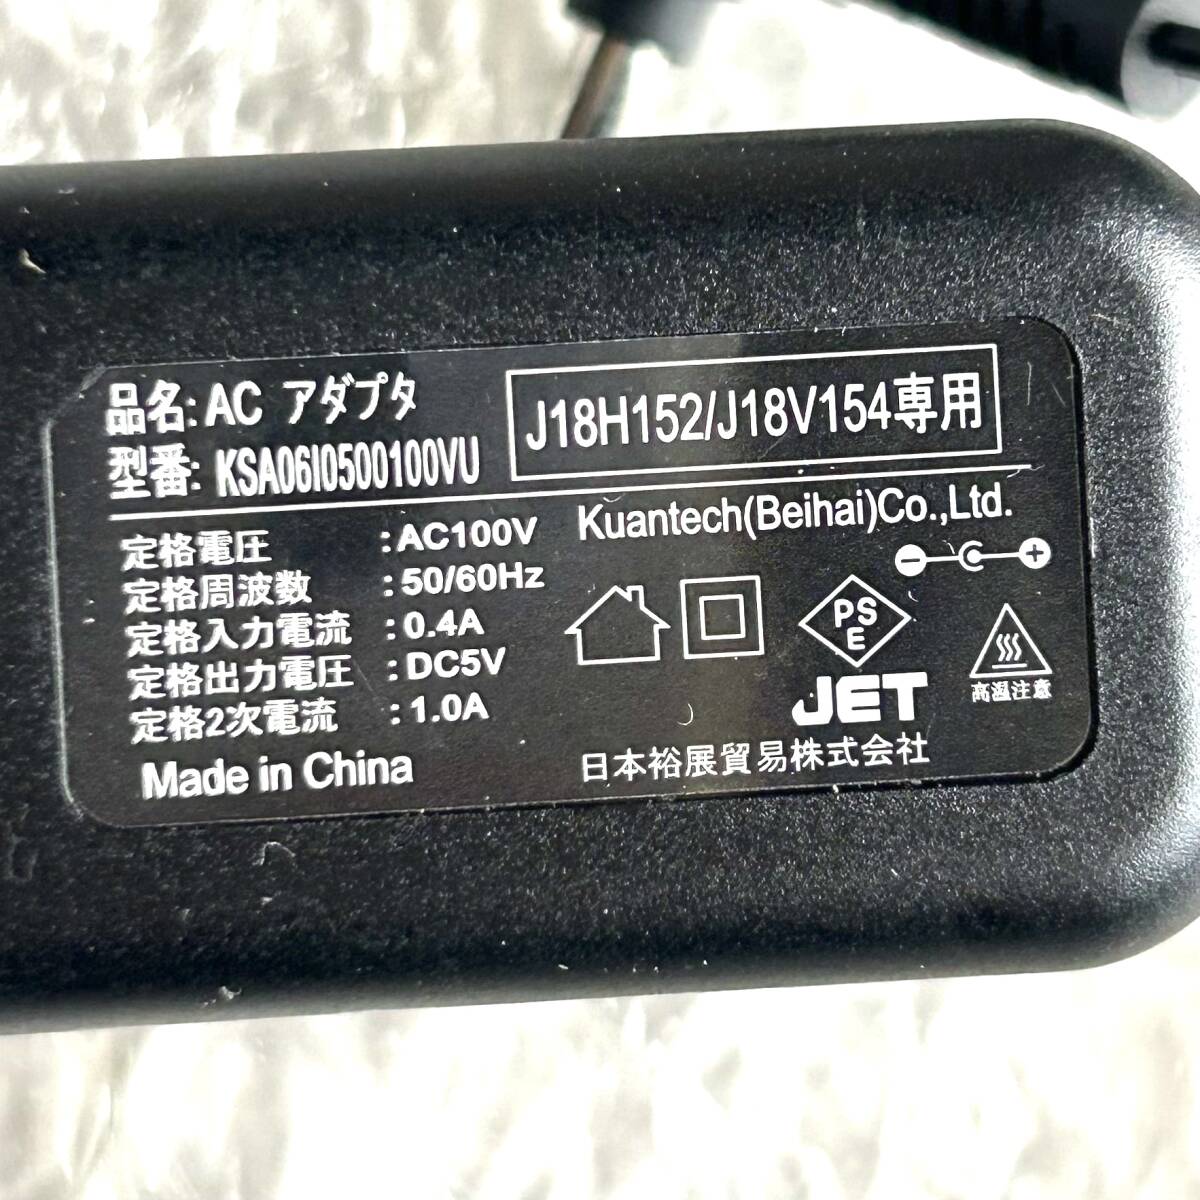 品名: AC アダプタ
型番: KSA06I0500100VU
J18H152/J18V154専用
定格電圧 :AC100V
定格周波数 :50/60Hz
定格入力電流 :0.4A
定格出力電圧 :DC5V
定格2次電流 :1.0A
Made in China
Kuantech(Beihai)Co.,Ltd.
PS
E
JET
高温注意
日本裕展貿易株式会社